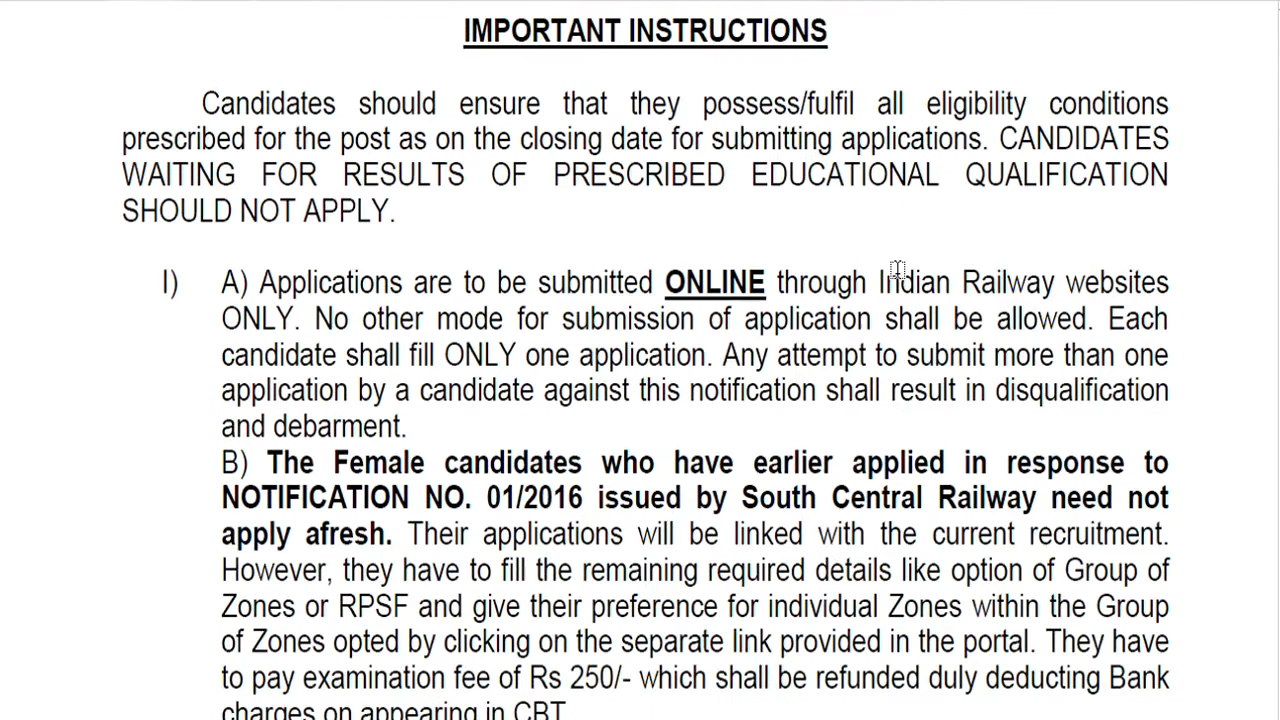 IMPORTANT INSTRUCTIONS
Candidates should ensure that they possess/fulfil all eligibility conditions
prescribed for the post as on the closing date for submitting applications. CANDIDATES
WAITING FOR RESULTS OF PRESCRIBED EDUCATIONAL QUALIFICATION
SHOULD NOT APPLY.
I) A) Applications are to be submitted ONLINE through Indian Railway websites
ONLY. No other mode for submission of application shall be allowed. Each
candidate shall fill ONLY one application. Any attempt to submit more than one
application by a candidate against this notification shall result in disqualification
and debarment.
B) The Female candidates who have earlier applied in response to
NOTIFICATION NO. 01/2016 issued by South Central Railway need not
apply afresh. Their applications will be linked with the current recruitment.
However, they have to fill the remaining required details like option of Group of
Zones or RPSF and give their preference for individual Zones within the Group
of Zones opted by clicking on the separate link provided in the portal. They have
to pay examination fee of Rs 250/- which shall be refunded duly deducting Bank
charges on appearing in CBT